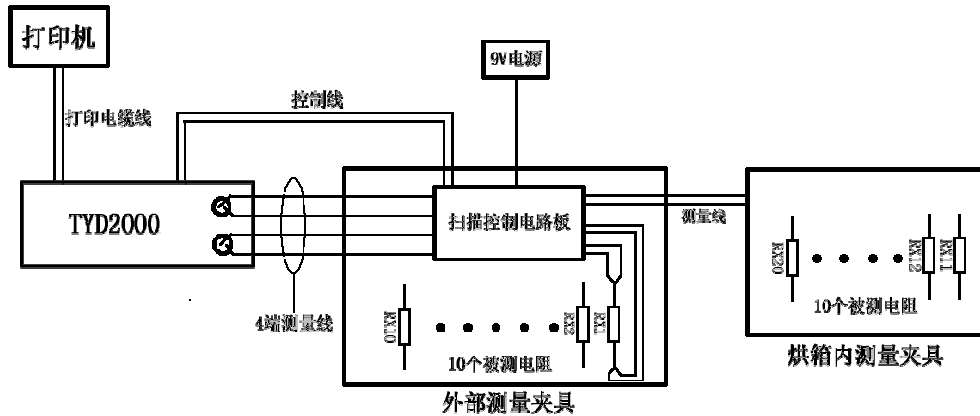 打印机
9V电源
控制线
打印电缆线
TYD2000
扫描控制电路板
测量线
4端测量线
RX10
RX2
RX1
10个被测电阻
外部测量夹具
RX20
RX12
RX11
10个被测电阻
烘箱内测量夹具